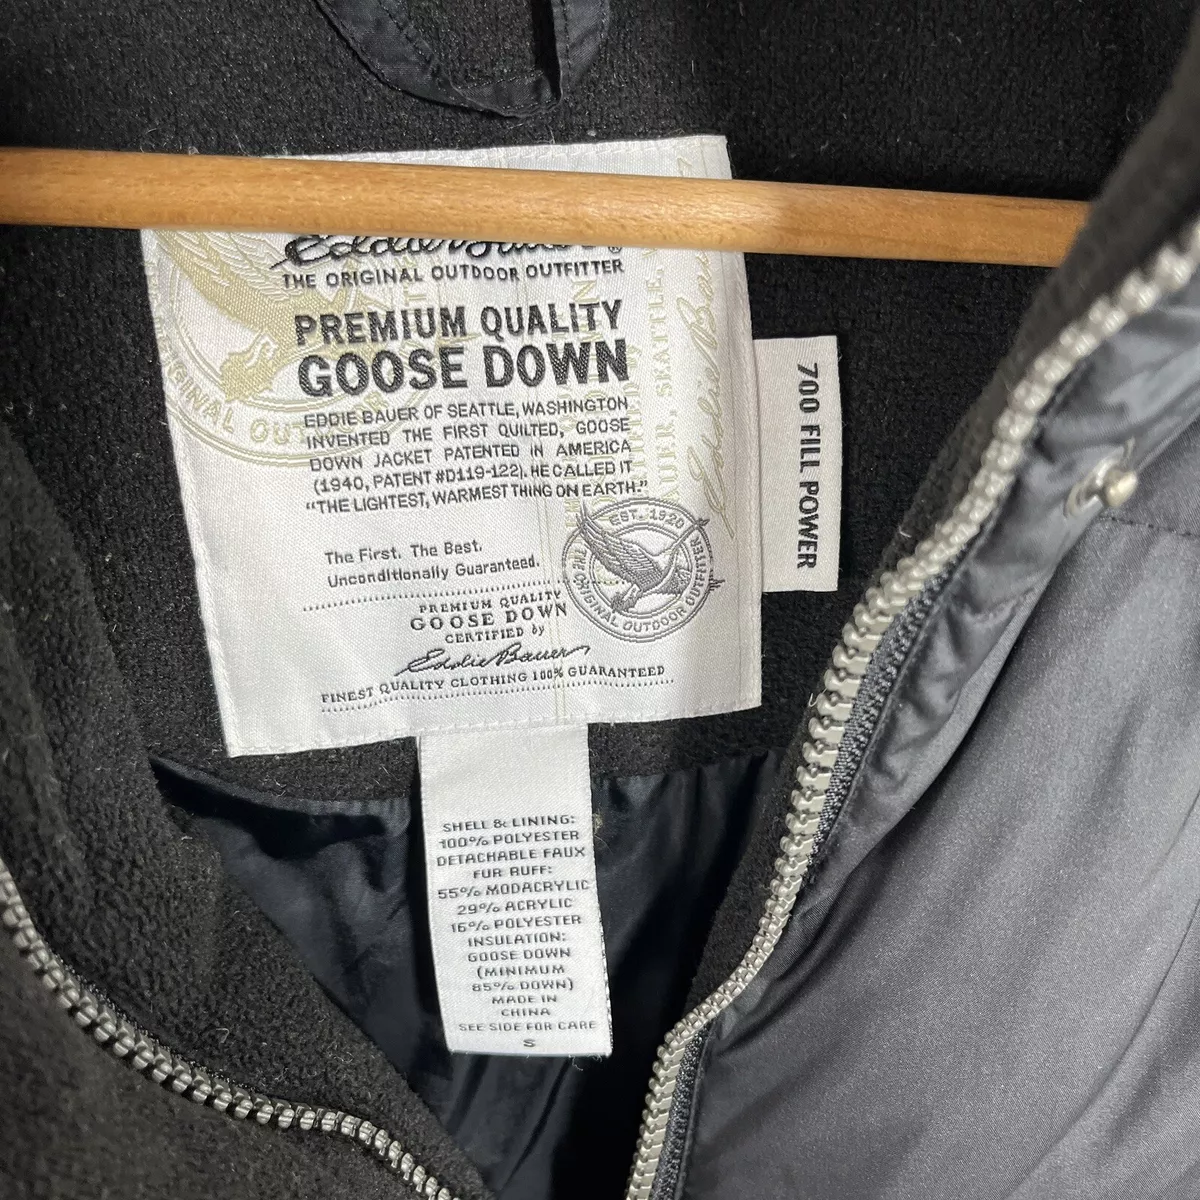 Eddie Bauer®
THE ORIGINAL OUTDOOR OUTFITTER
PREMIUM QUALITY
GOOSE DOWN
EDDIE BAUER OF SEATTLE, WASHINGTON
INVENTED THE FIRST QUILTED, GOOSE
DOWN JACKET PATENTED IN AMERICA
(1940, PATENT #D119-122). HE CALLED IT
"THE LIGHTEST, WARMEST THING ON EARTH."
The First. The Best.
Unconditionally Guaranteed.
EST. 1920
THE ORIGINAL OUTDOOR OUTFITTER
PREMIUM QUALITY
GOOSE DOWN
CERTIFIED by
Eddie Bauer
FINEST QUALITY CLOTHING 100% GUARANTEED
700 FILL POWER
SHELL & LINING:
100% POLYESTER
DETACHABLE FAUX
FUR RUFF:
55% MODACRYLIC
29% ACRYLIC
16% POLYESTER
INSULATION:
GOOSE DOWN
(MINIMUM
85% DOWN)
MADE IN
CHINA
SEE SIDE FOR CARE
S